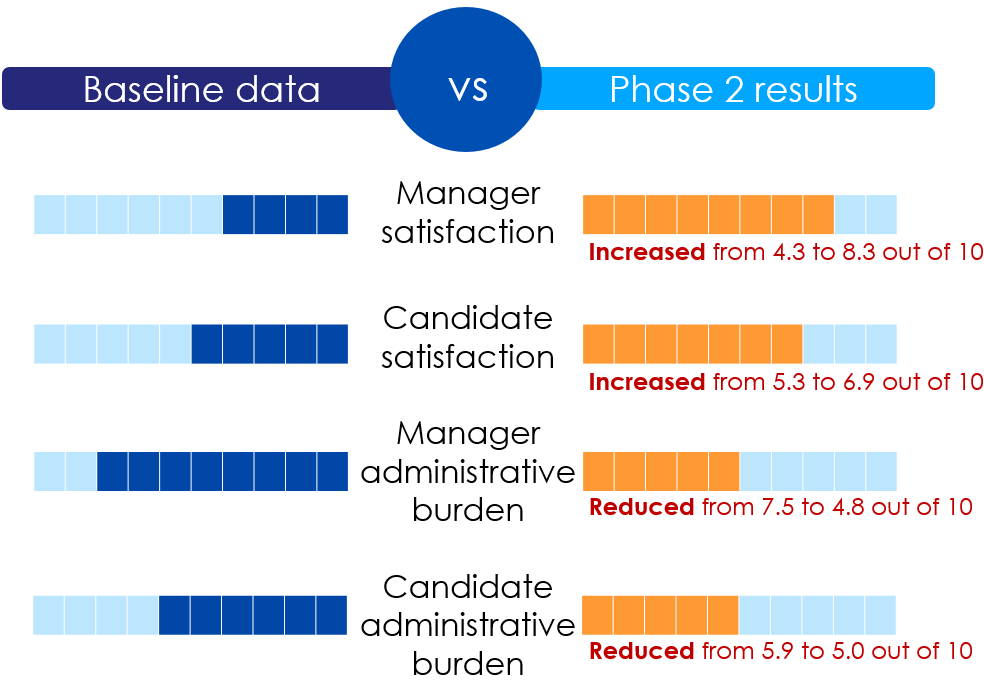 Baseline data
vs
Phase 2 results
Manager
satisfaction
Increased from 4.3 to 8.3 out of 10
Candidate
satisfaction
Increased from 5.3 to 6.9 out of 10
Manager
administrative
burden
Reduced from 7.5 to 4.8 out of 10
Candidate
administrative
burden
Reduced from 5.9 to 5.0 out of 10